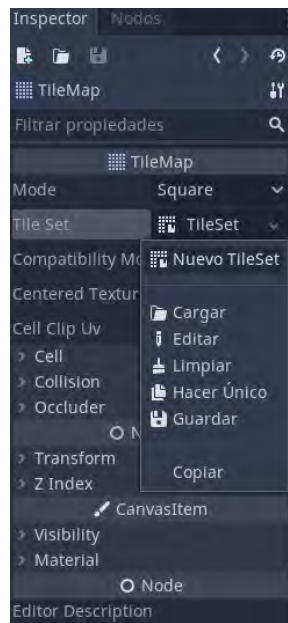 Inspector Nodos
TileMap
Filtrar propiedades
TileMap
Mode Square
Tile Set TileSet
Compatibility Mo Nuevo TileSet
Centered Textur
Cargar
Cell Clip Uv Editar
Cell Limpiar
Collision Hacer Único
Occluder Guardar
N
Transform Copiar
Z Index
CanvasItem
Visibility
Material
Node
Editor Description